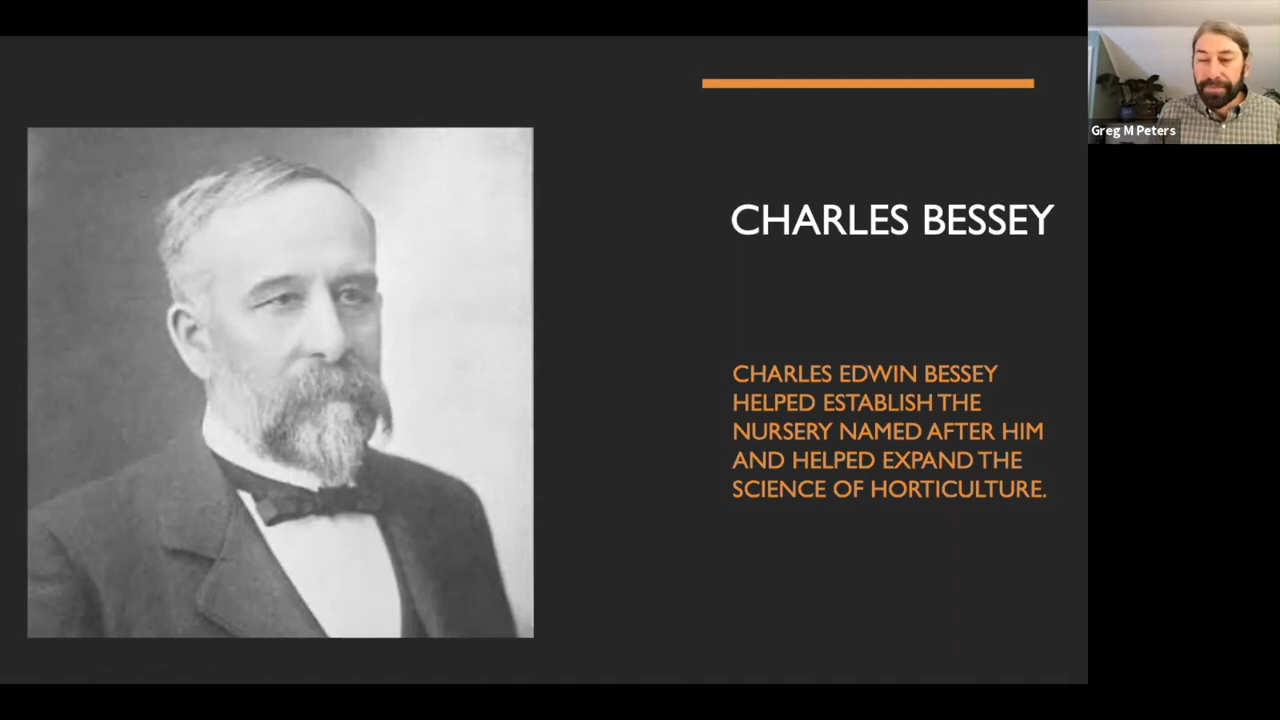 CHARLES BESSEY
CHARLES EDWIN BESSEY
HELPED ESTABLISH THE
NURSERY NAMED AFTER HIM
AND HELPED EXPAND THE
SCIENCE OF HORTICULTURE.
Greg M Peters